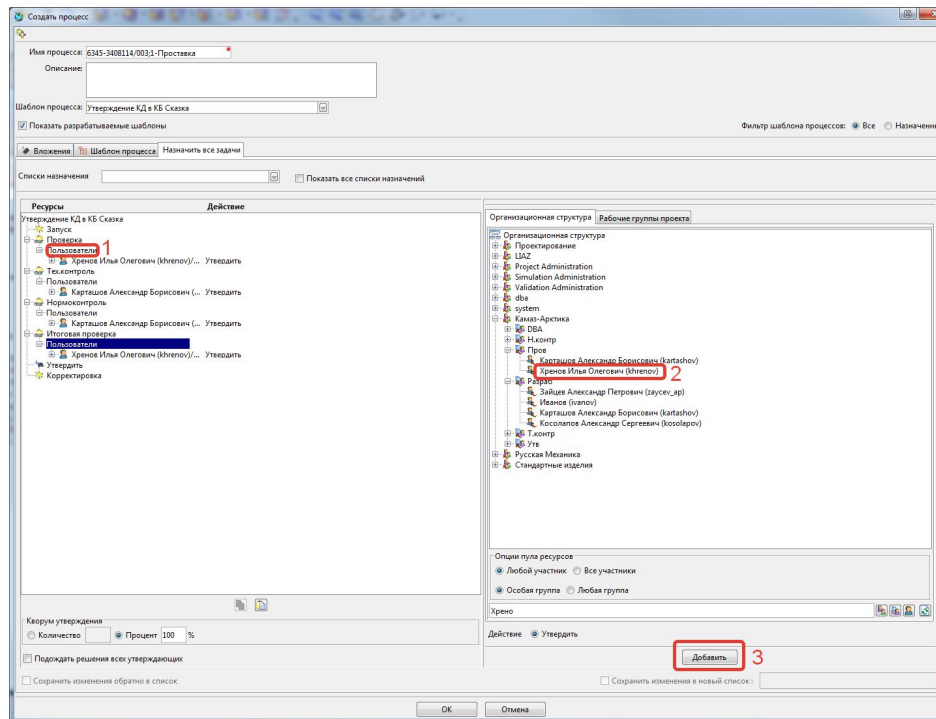 Создать процесс
Имя процесса: 6345-3408114/003;1-Проставка *
Описание:
Шаблон процесса: Утверждение КД в КБ Сказка
Показать разрабатываемые шаблоны
Фильтр шаблона процессов: Все Назначенн
Вложения Шаблон процесса Назначить все задачи
Списки назначения Показать все списки назначений
Ресурсы Действие
Утверждение КД в КБ Сказка
Запуск
Проверка
Пользователи 1
Хренов Илья Олегович (khrenov)/... Утвердить
Тех.контроль
Пользователи
Карташов Александр Борисович (... Утвердить
Нормоконтроль
Пользователи
Карташов Александр Борисович (... Утвердить
Итоговая проверка
Пользователи
Хренов Илья Олегович (khrenov)/... Утвердить
Утвердить
Корректировка
Кворум утверждения
Количество Процент 100 %
Подождать решения всех утверждающих
Сохранить изменения обратно в список
Организационная структура Рабочие группы проекта
Организационная структура
Проектирование
LIAZ
Project Administration
Simulation Administration
Validation Administration
dba
system
Камаз-Арктика
DBA
Н.контр
Пров
Карташов Александр Борисович (kartashov)
Хренов Илья Олегович (khrenov) 2
Разраб
Зайцев Александр Петрович (zaycev_ap)
Иванов (ivanov)
Карташов Александр Борисович (kartashov)
Косолапов Александр Сергеевич (kosolapov)
Т.контр
Утв
Русская Механика
Стандартные изделия
Опции пула ресурсов
Любой участник Все участники
Особая группа Любая группа
Хрено
Действие Утвердить
Добавить 3
Сохранить изменения в новый список :
ОК Отмена